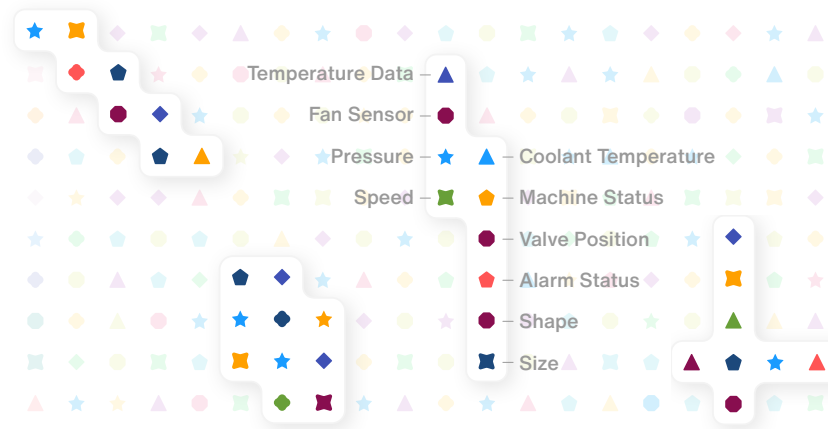 Temperature Data
Fan Sensor
Pressure
Coolant Temperature
Speed
Machine Status
Valve Position
Alarm Status
Shape
Size